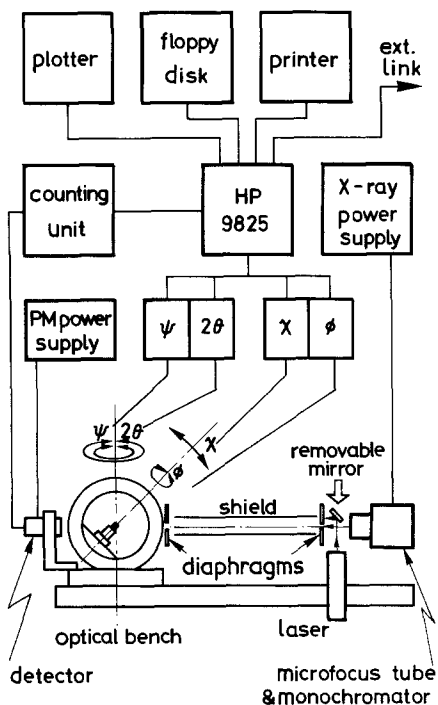 plotter
floppy
disk
printer
ext.
link
counting
unit
HP
9825
X-ray
power
supply
PM power
supply
ψ
2θ
χ
ϕ
ψ
2θ
χ
ϕ
removable
mirror
shield
diaphragms
optical bench
laser
detector
microfocus tube
& monochromator